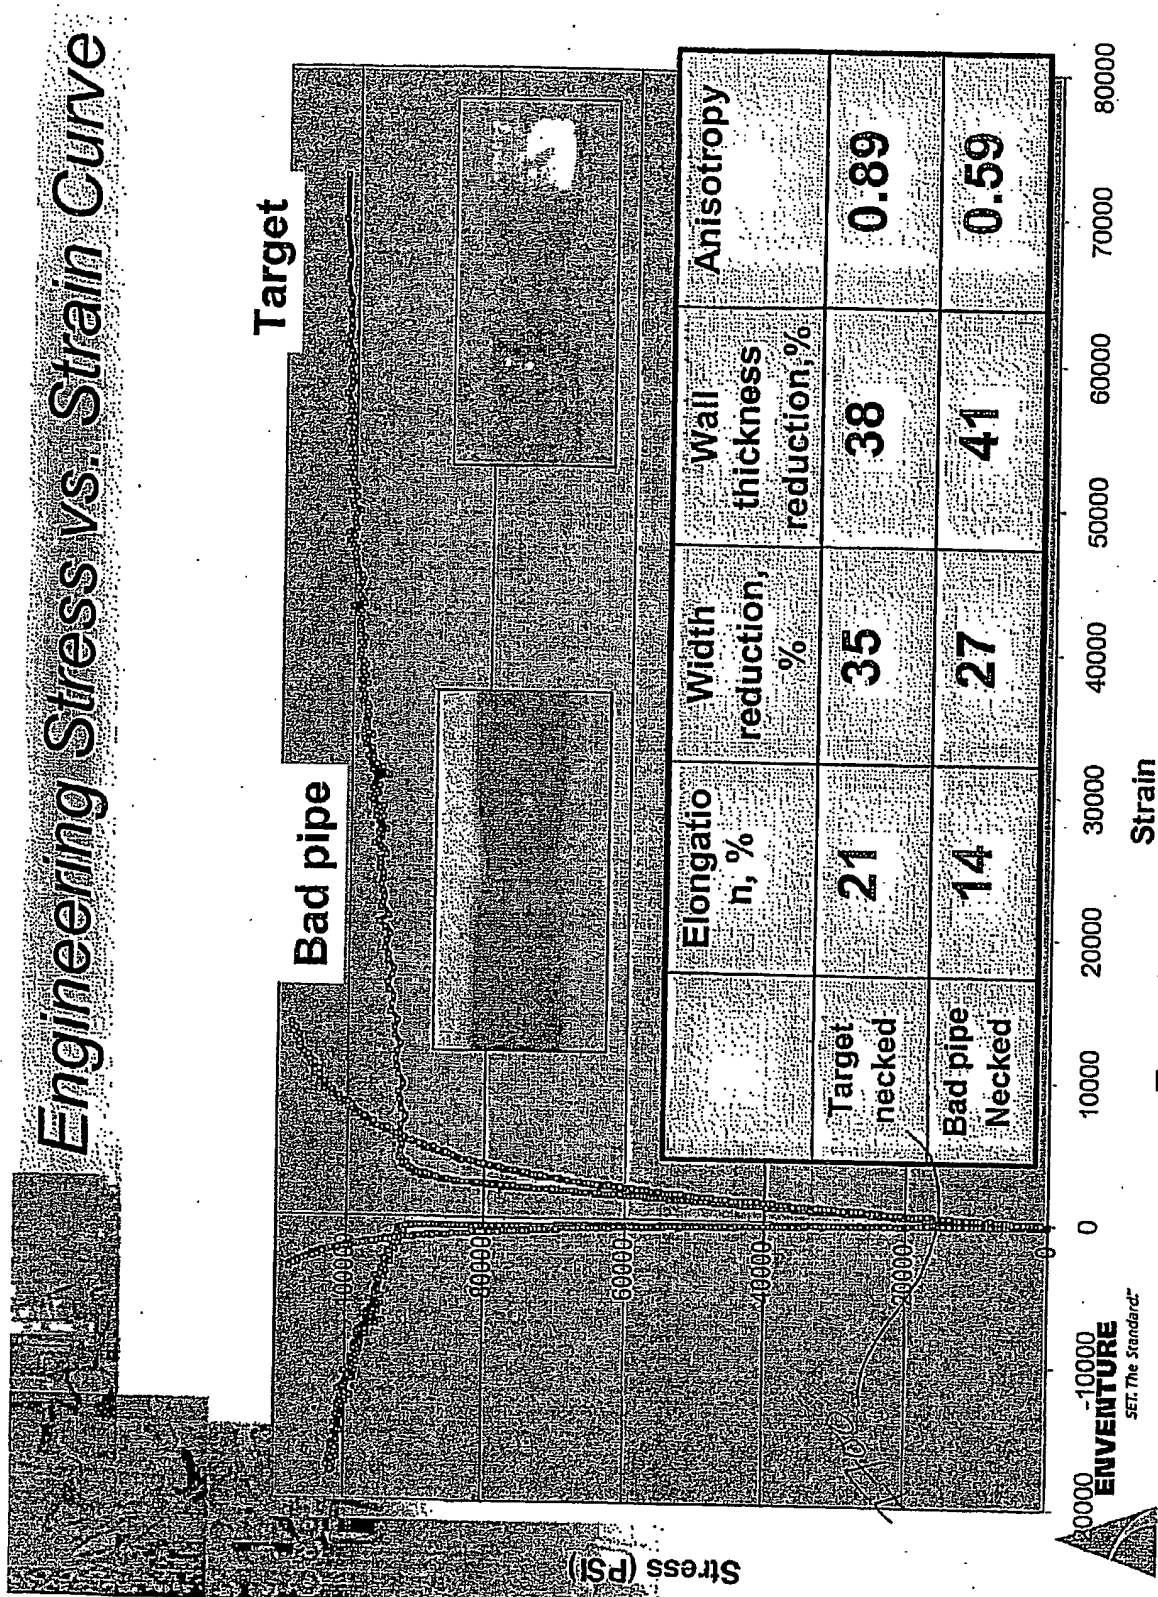 Engineering Stress vs. Strain Curve
Bad pipe
Target
Stress (PSI)
100000
80000
60000
40000
20000
0
Elongatio
n, %
Width
reduction,
%
Wall
thickness
reduction,%
Anisotropy
Target
necked
21
35
38
0.89
Bad pipe
Necked
14
27
41
0.59
-10000
0
10000
20000
30000
40000
50000
60000
70000
80000
Strain
ENVENTURE
SET. The Standard.™